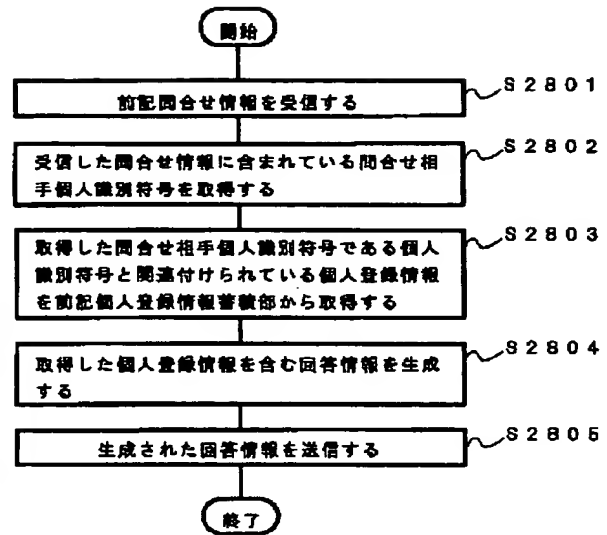 開始
前記問合せ情報を受信する
S2801
受信した問合せ情報に含まれている問合せ相
手個人識別符号を取得する
S2802
取得した問合せ相手個人識別符号である個人
識別符号と関連付けられている個人登録情報
を前記個人登録情報蓄積部から取得する
S2803
取得した個人登録情報を含む回答情報を生成
する
S2804
生成された回答情報を送信する
S2805
終了